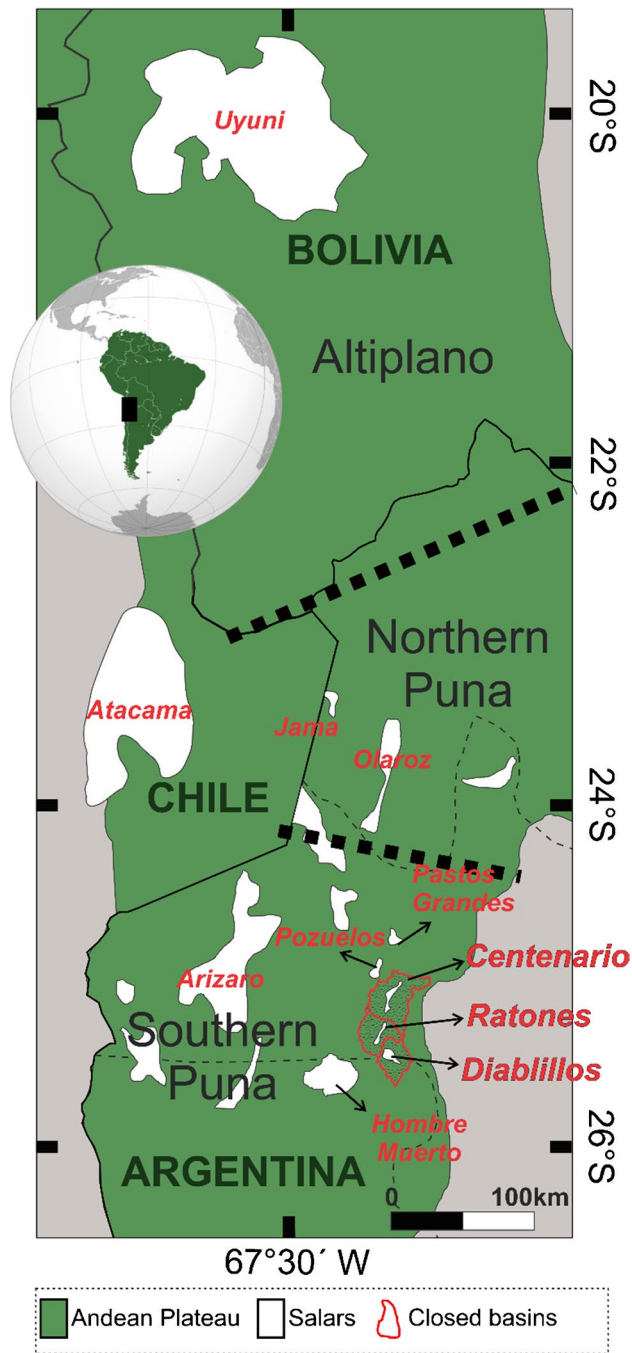 Uyuni
20°S
BOLIVIA
Altiplano
22°S
Northern
Puna
Atacama
Jama
Olaroz
CHILE
24°S
Pastos
Grandes
Pozuelos
Centenario
Arizaro
Ratones
Southern
Puna
Diablillos
Hombre
Muerto
26°S
ARGENTINA
0 100km
67°30´ W
Andean Plateau Salars Closed basins